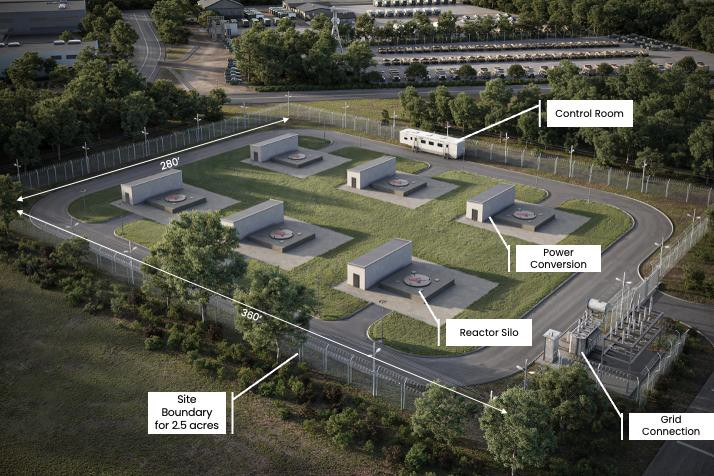 Control Room
280'
Power
Conversion
360'
Reactor Silo
Site
Boundary
for 2.5 acres
Grid
Connection